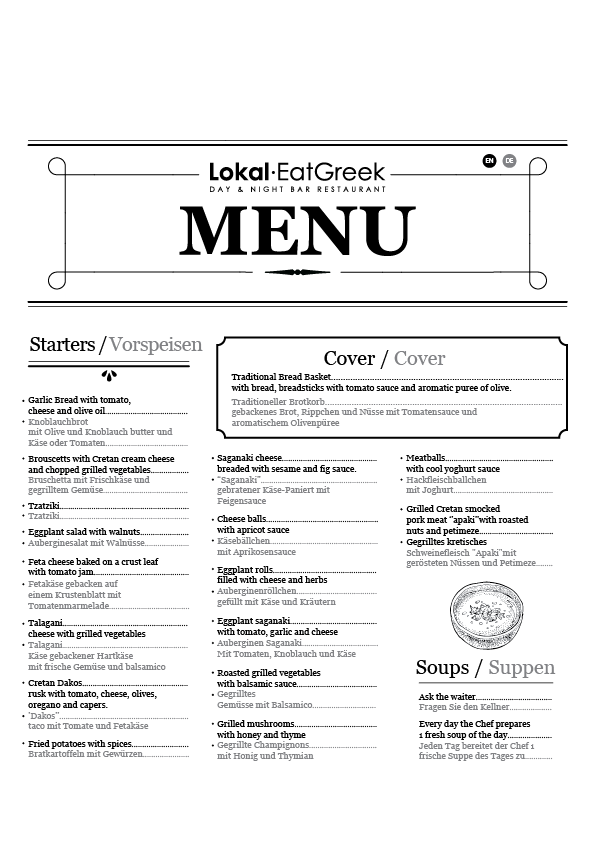 EN DE
Lokal·EatGreek
DAY & NIGHT BAR RESTAURANT
MENU
Starters / Vorspeisen
• Garlic Bread with tomato,
cheese and olive oil
• Knoblauchbrot
mit Olive und Knoblauch butter und
Käse oder Tomaten
• Brouscetts with Cretan cream cheese
and chopped grilled vegetables
Bruschetta mit Frischkäse und
gegrilltem Gemüse
• Tzatziki
• Tzatziki
• Eggplant salad with walnuts
• Auberginesalat mit Walnüsse
• Feta cheese baked on a crust leaf
with tomato jam
• Fetakäse gebacken auf
einem Krustenblatt mit
Tomatenmarmelade
• Talagani
cheese with grilled vegetables
• Talagani
Käse gebackener Hartkäse
mit frische Gemüse und balsamico
• Cretan Dakos
rusk with tomato, cheese, olives,
oregano and capers.
• "Dakos"
taco mit Tomate und Fetakäse
• Fried potatoes with spices
Bratkartoffeln mit Gewürzen
Cover / Cover
Traditional Bread Basket
with bread, breadsticks with tomato sauce and aromatic puree of olive.
Traditioneller Brotkorb
gebackenes Brot, Rippchen und Nüsse mit Tomatensauce und
aromatischem Olivenpüree
• Saganaki cheese
breaded with sesame and fig sauce.
• "Saganaki"
gebratener Käse-Paniert mit
Feigensauce
• Cheese balls
with apricot sauce
• Käsebällchen
mit Aprikosensauce
• Eggplant rolls
filled with cheese and herbs
• Auberginenröllchen
gefüllt mit Käse und Kräutern
• Eggplant saganaki
with tomato, garlic and cheese
• Auberginen Saganaki
Mit Tomaten, Knoblauch und Käse
• Roasted grilled vegetables
with balsamic sauce
• Gegrilltes
Gemüse mit Balsamico
• Grilled mushrooms
with honey and thyme
• Gegrillte Champignons
mit Honig und Thymian
• Meatballs
with cool yoghurt sauce
• Hackfleischballchen
mit Joghurt
• Grilled Cretan smocked
pork meat "apaki"with roasted
nuts and petimeze
• Gegrilltes kretisches
Schweinefleisch "Apaki"mit
gerösteten Nüssen und Petimeze
Soups / Suppen
Ask the waiter
Fragen Sie den Kellner
Every day the Chef prepares
1 fresh soup of the day
Jeden Tag bereitet der Chef 1
frische Suppe des Tages zu